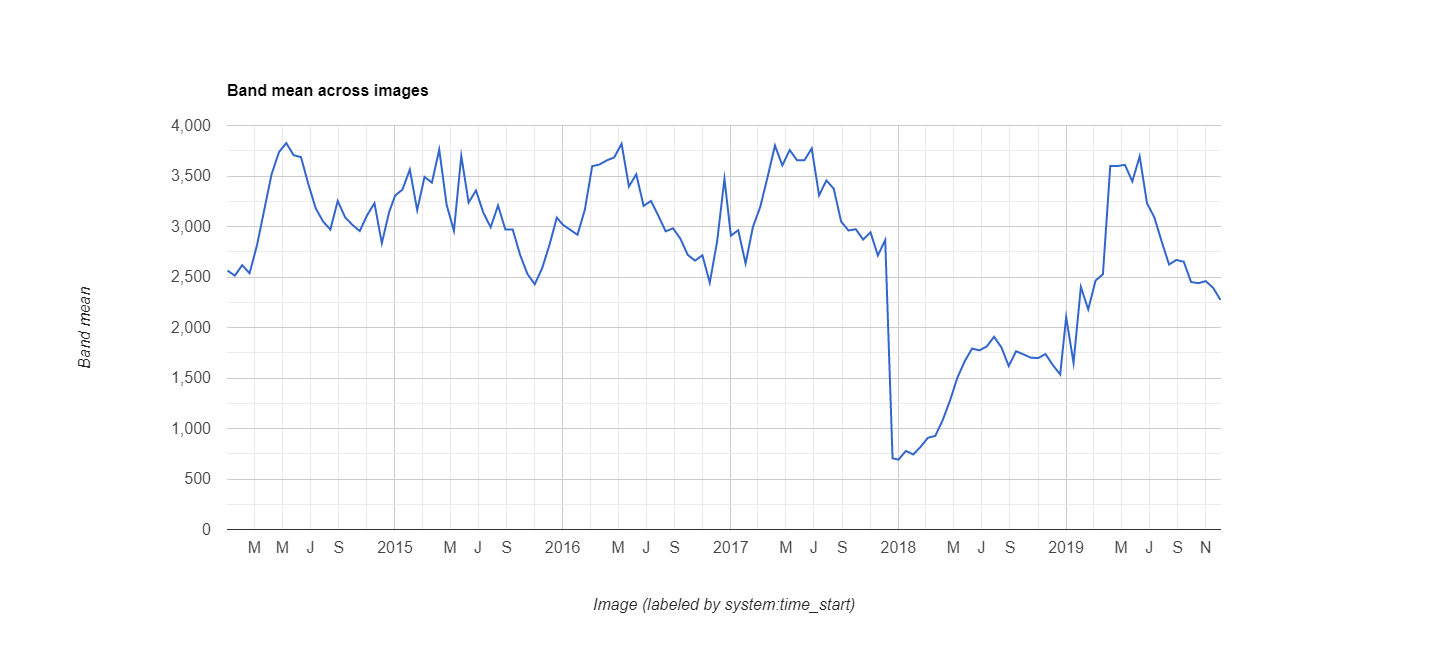 Band mean across images
4,000
3,500
3,000
2,500
2,000
1,500
1,000
500
0
Band mean
M M J S 2015 M J S 2016 M J S 2017 M J S 2018 M J S 2019 M J S N
Image (labeled by system:time_start)